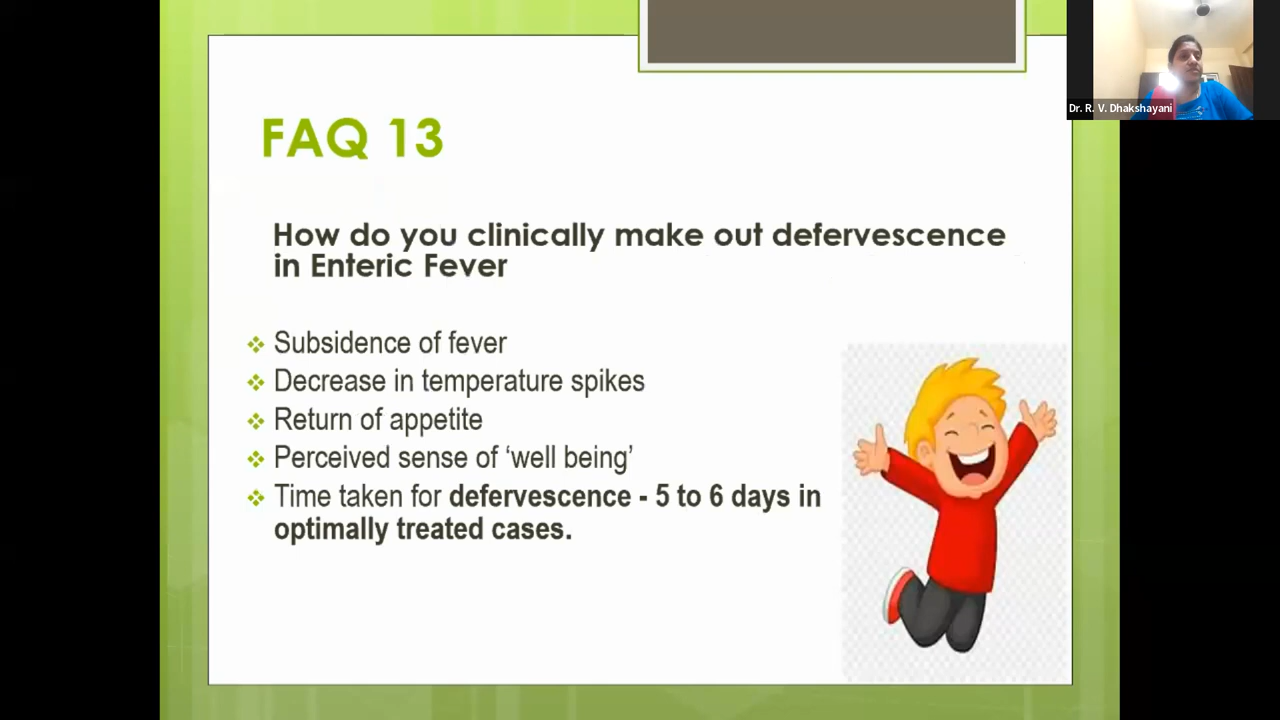 Dr. R. V. Dhakshayani
FAQ 13
How do you clinically make out defervescence
in Enteric Fever
Subsidence of fever
Decrease in temperature spikes
Return of appetite
Perceived sense of ‘well being’
Time taken for defervescence - 5 to 6 days in
optimally treated cases.